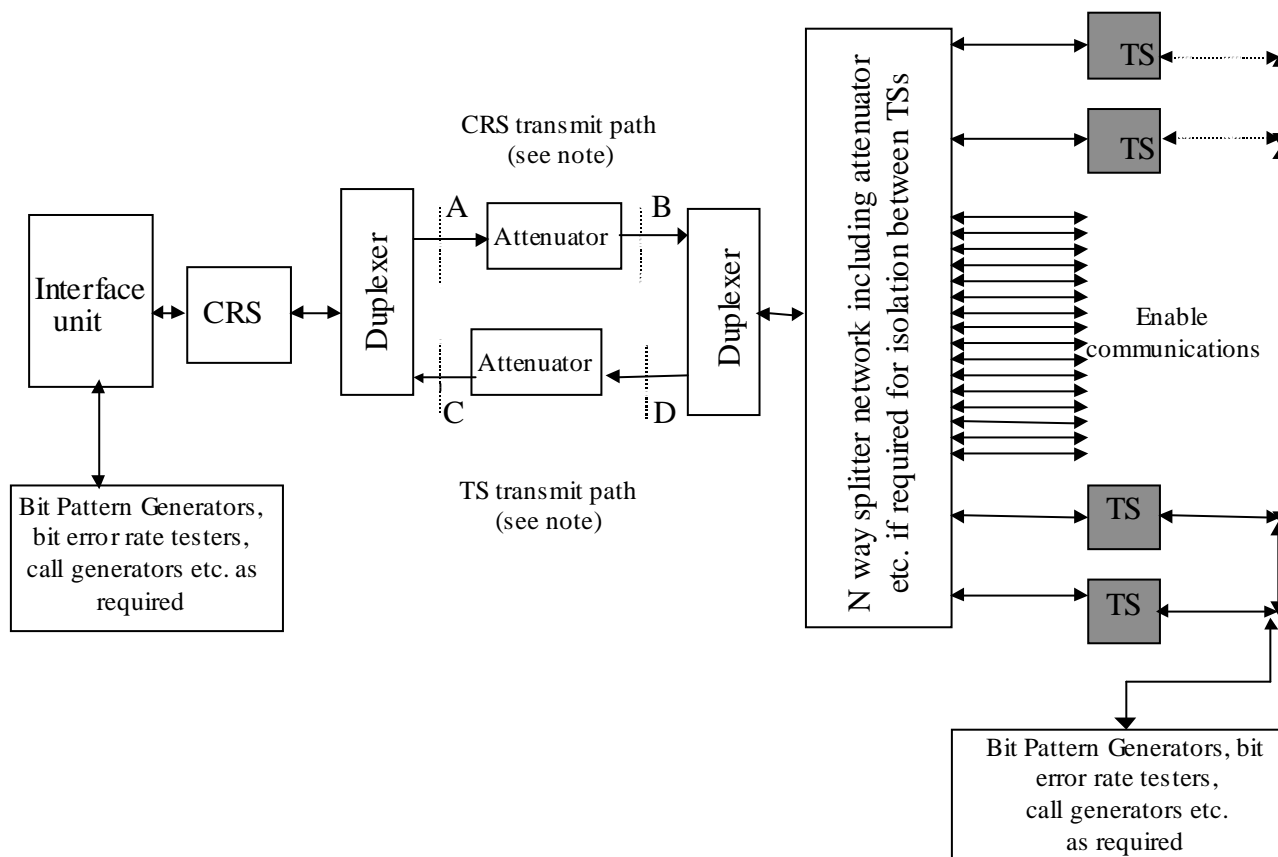 TS
TS
CRS transmit path
(see note)
A
B
Attenuator
Duplexer
Duplexer
Interface
unit
CRS
Attenuator
C
D
N way splitter network including attenuator
etc. if required for isolation between TSs
Enable
communications
TS transmit path
(see note)
Bit Pattern Generators,
bit error rate testers,
call generators etc. as
required
TS
TS
Bit Pattern Generators, bit
error rate testers,
call generators etc.
as required